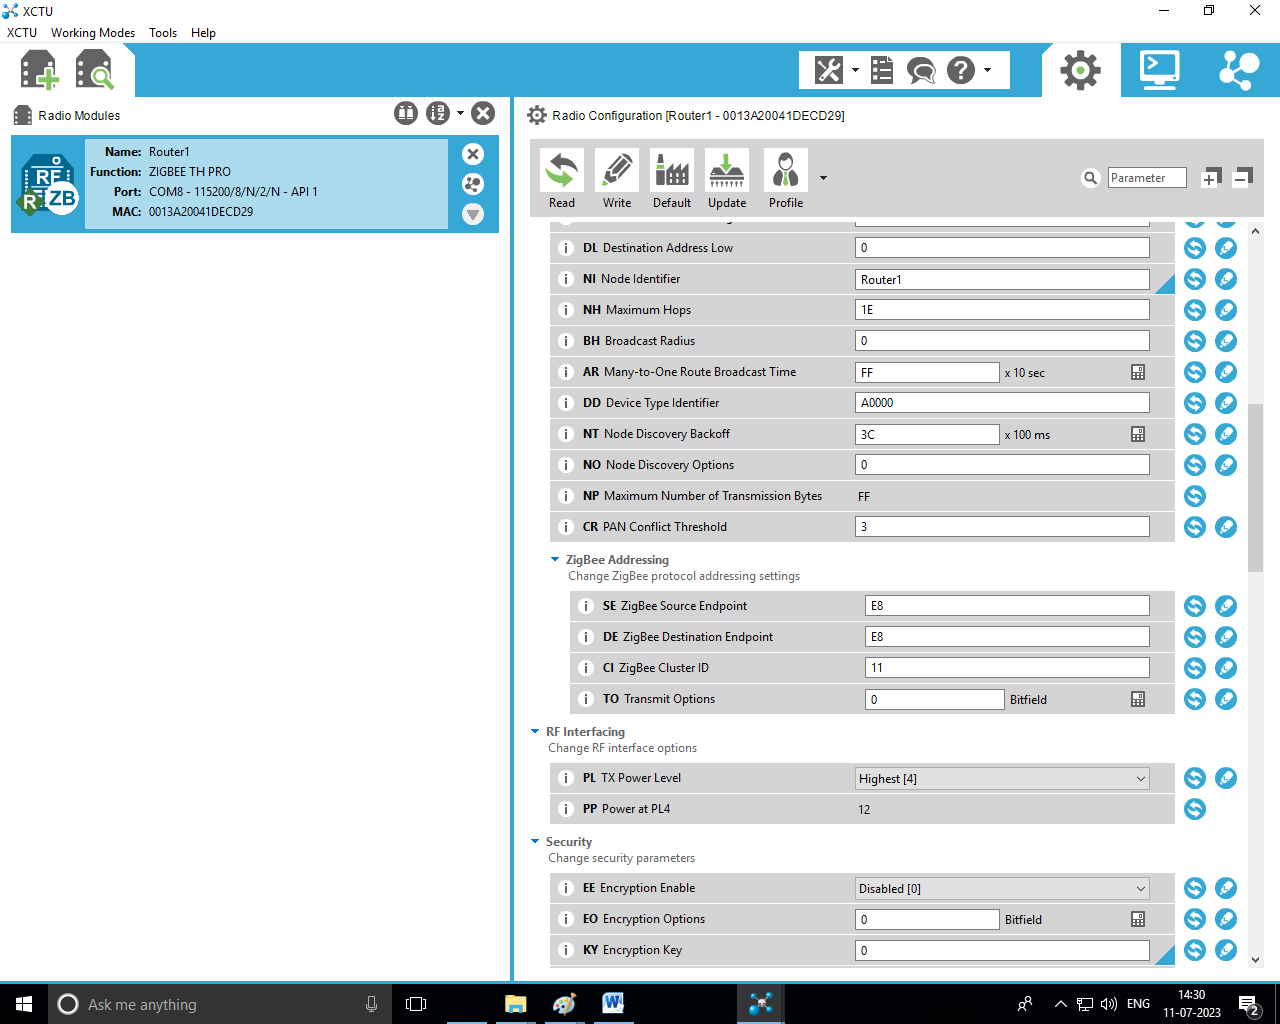 XCTU
XCTU Working Modes Tools Help
Radio Modules
Name: Router1
Function: ZIGBEE TH PRO
Port: COM8 - 115200/8/N/2/N - API 1
MAC: 0013A20041DECD29
RF
R ZB
Radio Configuration [Router1 - 0013A20041DECD29]
Read Write Default Update Profile
Parameter
i DL Destination Address Low 0
i NI Node Identifier Router1
i NH Maximum Hops 1E
i BH Broadcast Radius 0
i AR Many-to-One Route Broadcast Time FF x 10 sec
i DD Device Type Identifier A0000
i NT Node Discovery Backoff 3C x 100 ms
i NO Node Discovery Options 0
i NP Maximum Number of Transmission Bytes FF
i CR PAN Conflict Threshold 3
ZigBee Addressing
Change ZigBee protocol addressing settings
i SE ZigBee Source Endpoint E8
i DE ZigBee Destination Endpoint E8
i CI ZigBee Cluster ID 11
i TO Transmit Options 0 Bitfield
RF Interfacing
Change RF interface options
i PL TX Power Level Highest [4]
i PP Power at PL4 12
Security
Change security parameters
i EE Encryption Enable Disabled [0]
i EO Encryption Options 0 Bitfield
i KY Encryption Key 0
Ask me anything
ENG
14:30
11-07-2023
2